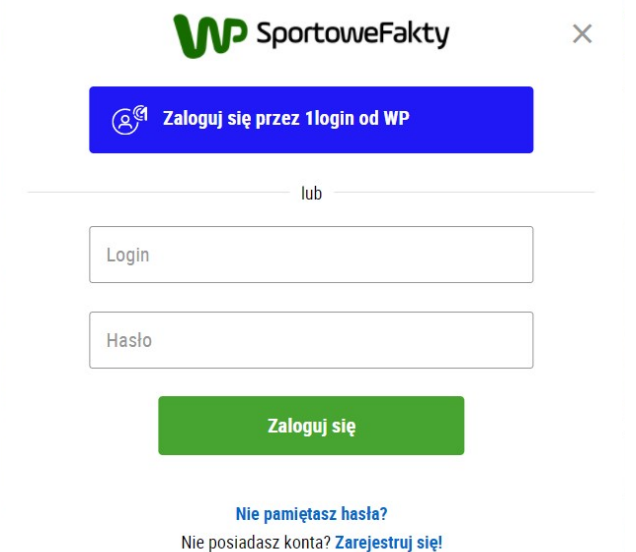 WP SportoweFakty
Zaloguj się przez 1login od WP
lub
Login
Hasło
Zaloguj się
Nie pamiętasz hasła?
Nie posiadasz konta? Zarejestruj się!